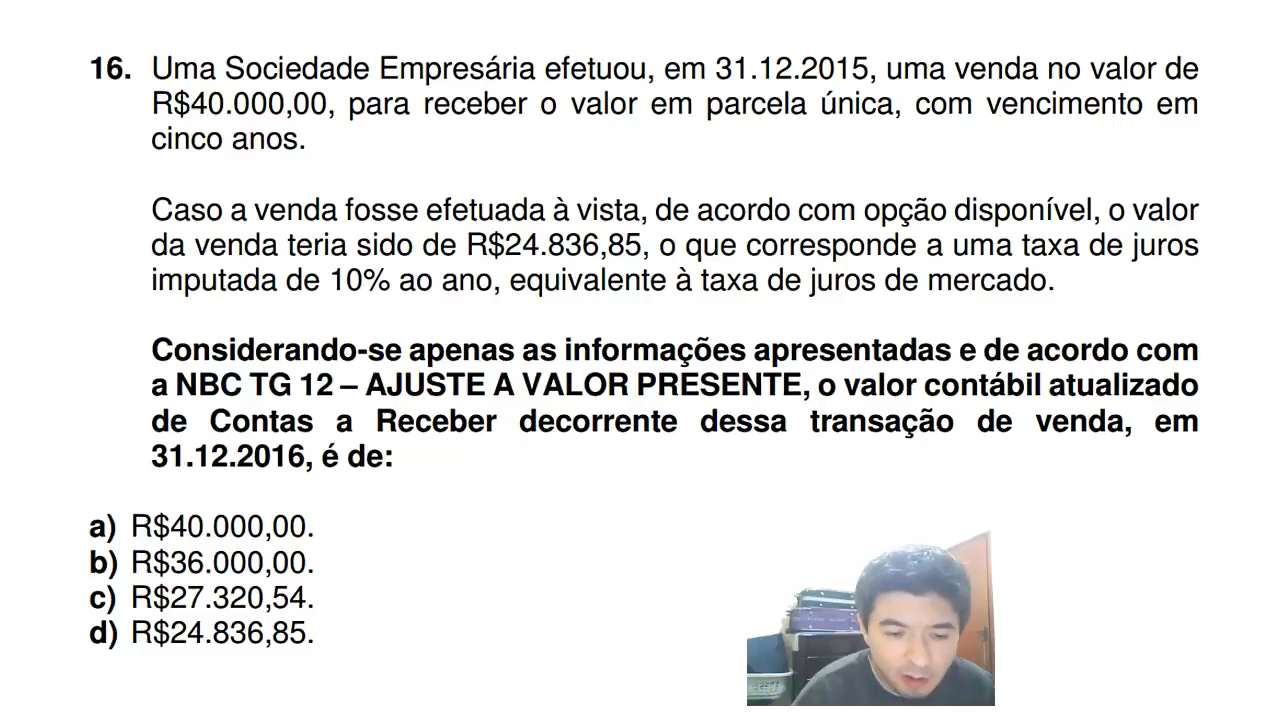 16. Uma Sociedade Empresária efetuou, em 31.12.2015, uma venda no valor de
R$40.000,00, para receber o valor em parcela única, com vencimento em
cinco anos.
Caso a venda fosse efetuada à vista, de acordo com opção disponível, o valor
da venda teria sido de R$24.836,85, o que corresponde a uma taxa de juros
imputada de 10% ao ano, equivalente à taxa de juros de mercado.
Considerando-se apenas as informações apresentadas e de acordo com
a NBC TG 12 – AJUSTE A VALOR PRESENTE, o valor contábil atualizado
de Contas a Receber decorrente dessa transação de venda, em
31.12.2016, é de:
a) R$40.000,00.
b) R$36.000,00.
c) R$27.320,54.
d) R$24.836,85.